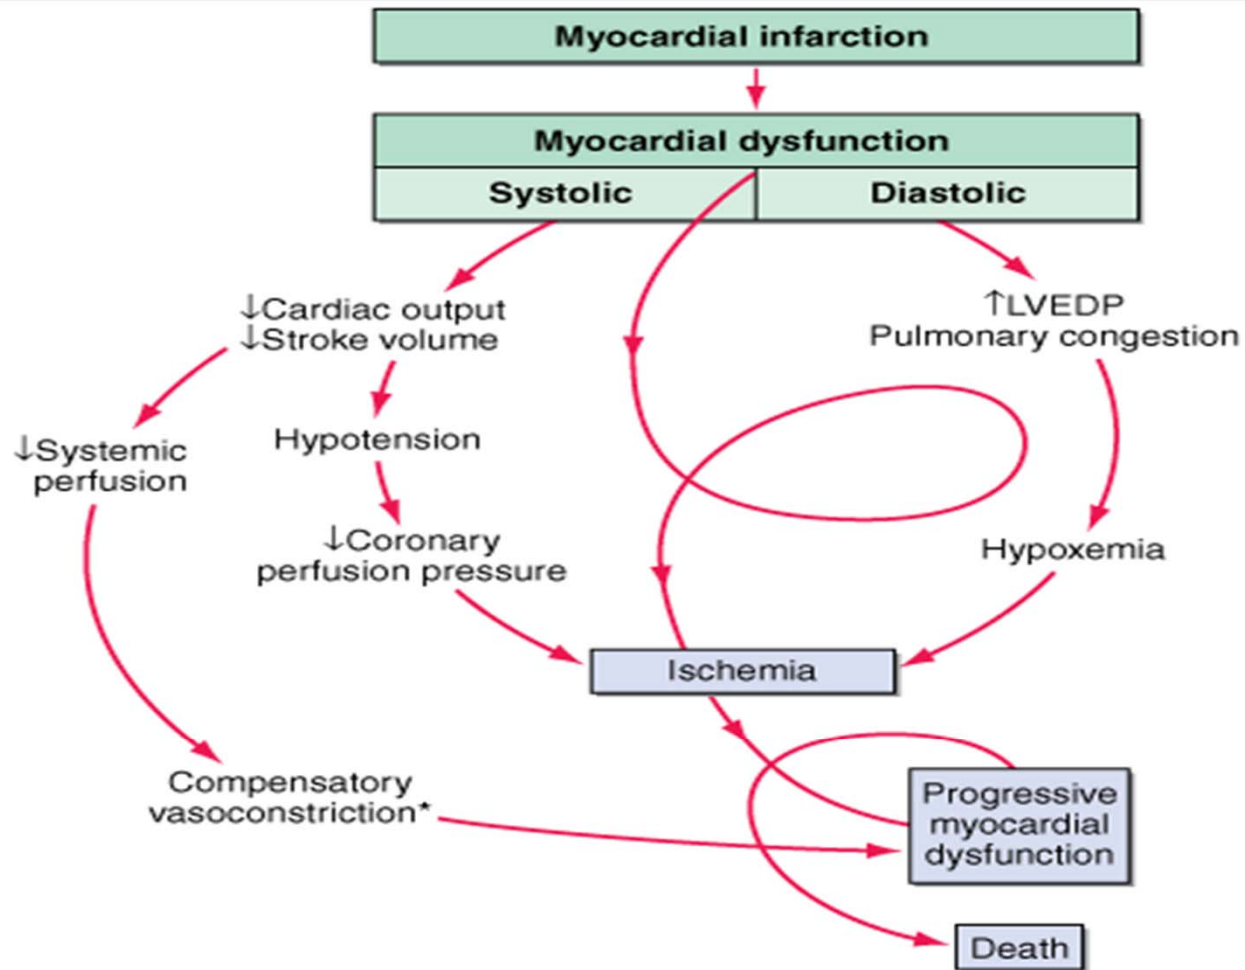 Myocardial infarction
Myocardial dysfunction
Systolic
Diastolic
↓Cardiac output
↓Stroke volume
↑LVEDP
Pulmonary congestion
↓Systemic
perfusion
Hypotension
↓Coronary
perfusion pressure
Hypoxemia
Ischemia
Compensatory
vasoconstriction*
Progressive
myocardial
dysfunction
Death